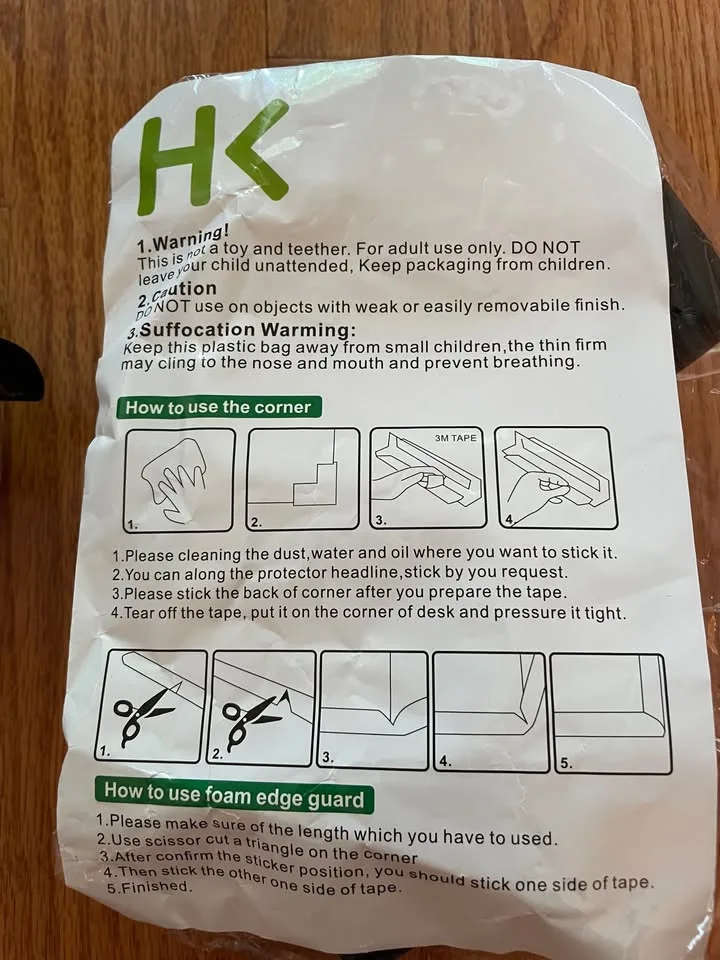 HK
1.Warning!
This is not a toy and teether. For adult use only. DO NOT
leave your child unattended, Keep packaging from children.
2.Caution
DO NOT use on objects with weak or easily removabile finish.
3.Suffocation Warming:
Keep this plastic bag away from small children,the thin firm
may cling to the nose and mouth and prevent breathing.
How to use the corner
3M TAPE
1.
2.
3.
4.
1.Please cleaning the dust,water and oil where you want to stick it.
2.You can along the protector headline,stick by you request.
3.Please stick the back of corner after you prepare the tape.
4.Tear off the tape, put it on the corner of desk and pressure it tight.
1.
2.
3.
4.
5.
How to use foam edge guard
1.Please make sure of the length which you have to used.
2.Use scissor cut a triangle on the corner
3.After confirm the sticker position, you should stick one side of tape.
4.Then stick the other one side of tape.
5.Finished.